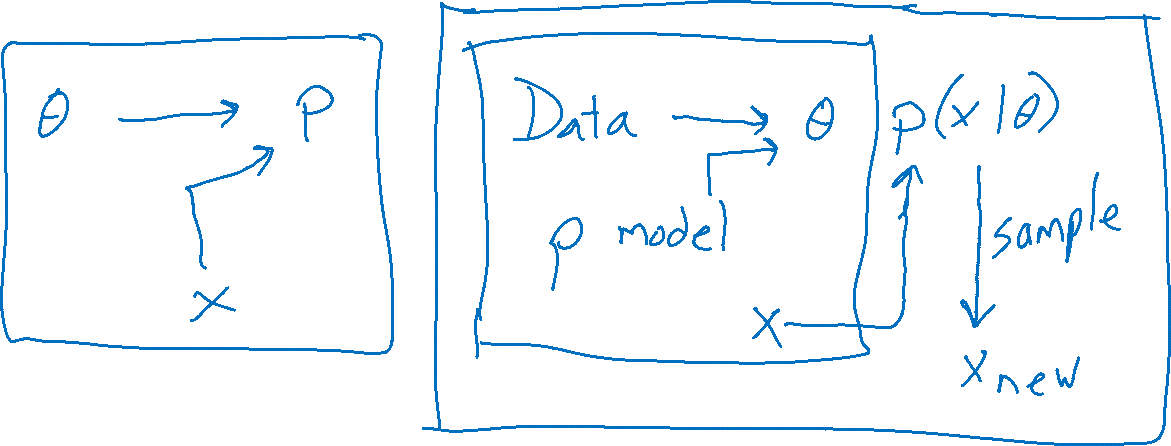 θ → p
x
Data → θ p(x|θ)
p model
sample
x
x new